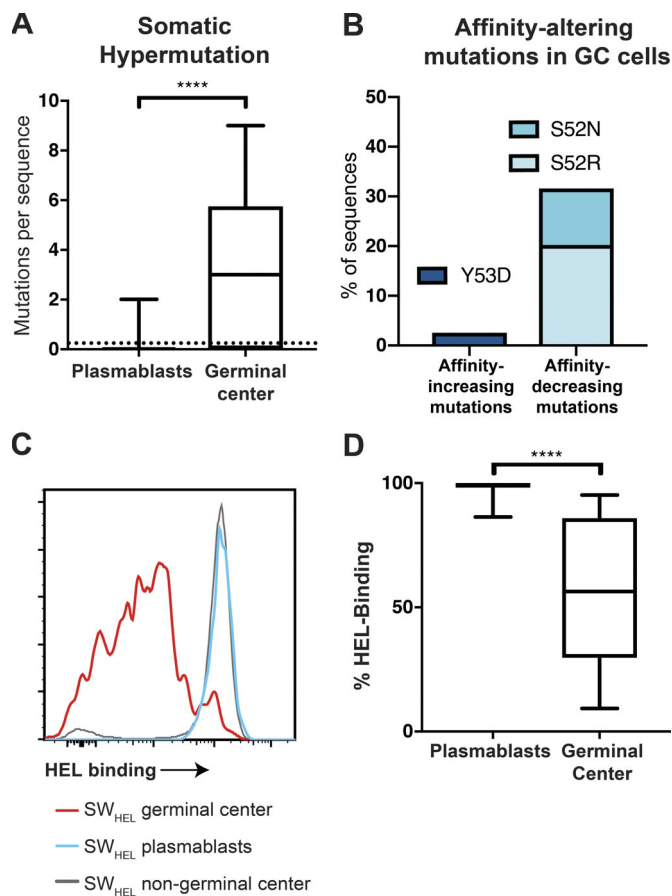 A
Somatic
Hypermutation
****
Mutations per sequence
10
8
6
4
2
0
Plasmablasts
Germinal
center
B
Affinity-altering
mutations in GC cells
% of sequences
50
40
30
20
10
0
S52N
S52R
Y53D
Affinity-
increasing
mutations
Affinity-
decreasing
mutations
C
HEL binding
SWHEL germinal center
SWHEL plasmablasts
SWHEL non-germinal center
D
****
% HEL-Binding
100
50
0
Plasmablasts
Germinal
Center